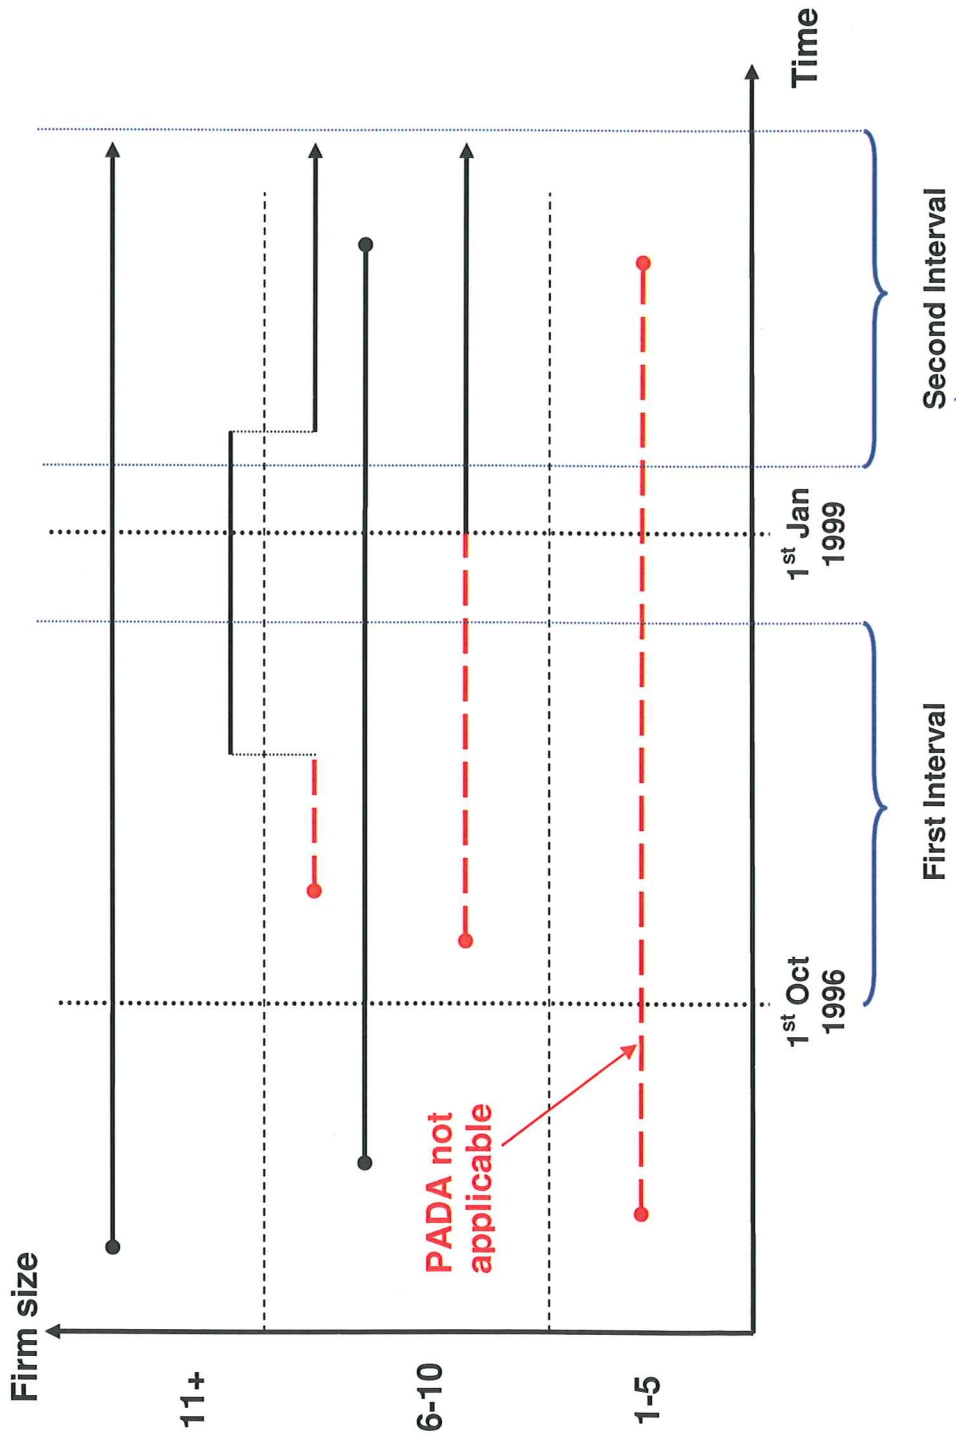 Firm size
11+
6-10
1-5
PADA not
applicable
1st Oct
1996
1st Jan
1999
Time
First Interval
Second Interval